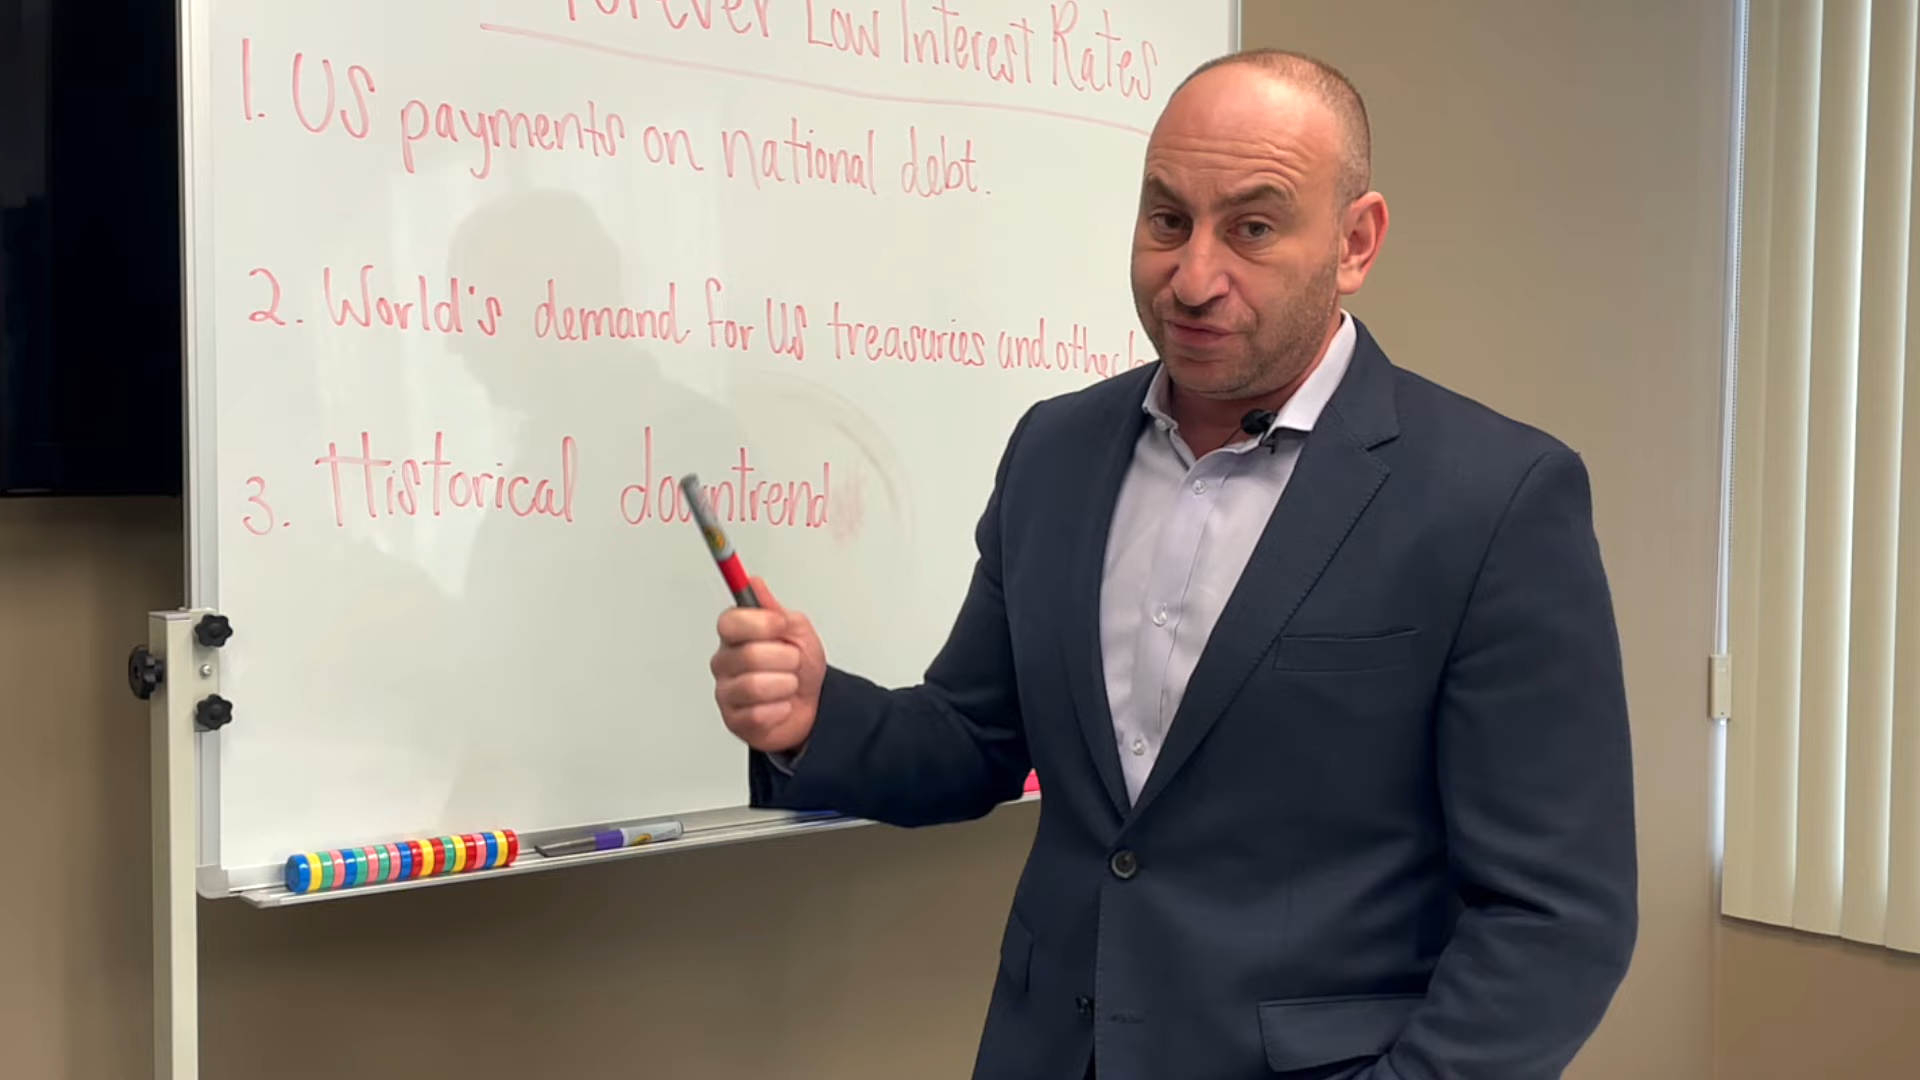 Forever Low Interest Rates
1. US payments on national debt.
2. World's demand for US treasuries and other
3. Historical downtrend